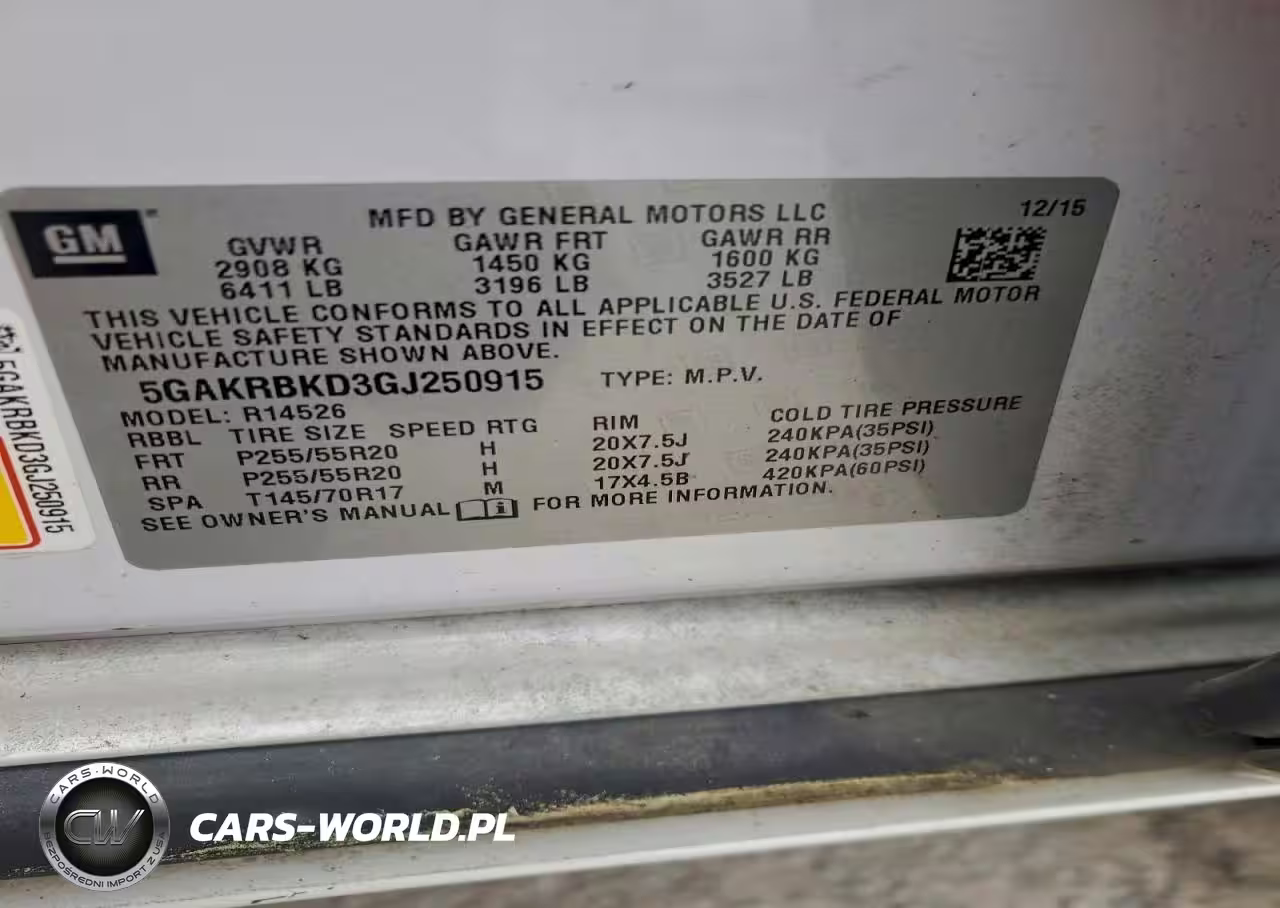 GM
MFD BY GENERAL MOTORS LLC 12/15
GVWR GAWR FRT GAWR RR
2908 KG 1450 KG 1600 KG
6411 LB 3196 LB 3527 LB
THIS VEHICLE CONFORMS TO ALL APPLICABLE U.S. FEDERAL MOTOR
VEHICLE SAFETY STANDARDS IN EFFECT ON THE DATE OF
MANUFACTURE SHOWN ABOVE.
5GAKRBKD3GJ250915 TYPE: M.P.V.
MODEL: R14526
RBBL TIRE SIZE SPEED RTG RIM COLD TIRE PRESSURE
FRT P255/55R20 H 20X7.5J 240KPA(35PSI)
RR P255/55R20 H 20X7.5J 240KPA(35PSI)
SPA T145/70R17 M 17X4.5B 420KPA(60PSI)
SEE OWNER'S MANUAL i FOR MORE INFORMATION.
5GAKRBKD3GJ250915
CARS-WORLD
CW
BEZPOŚREDNI IMPORT Z USA
CARS-WORLD.PL